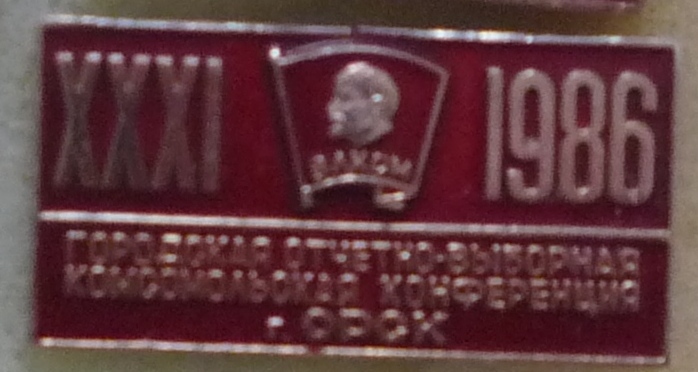 XXXI
ВЛКСМ
1986
ГОРОДСКАЯ ОТЧЕТНО-ВЫБОРНАЯ
КОМСОМОЛЬСКАЯ КОНФЕРЕНЦИЯ
г. ОРСК